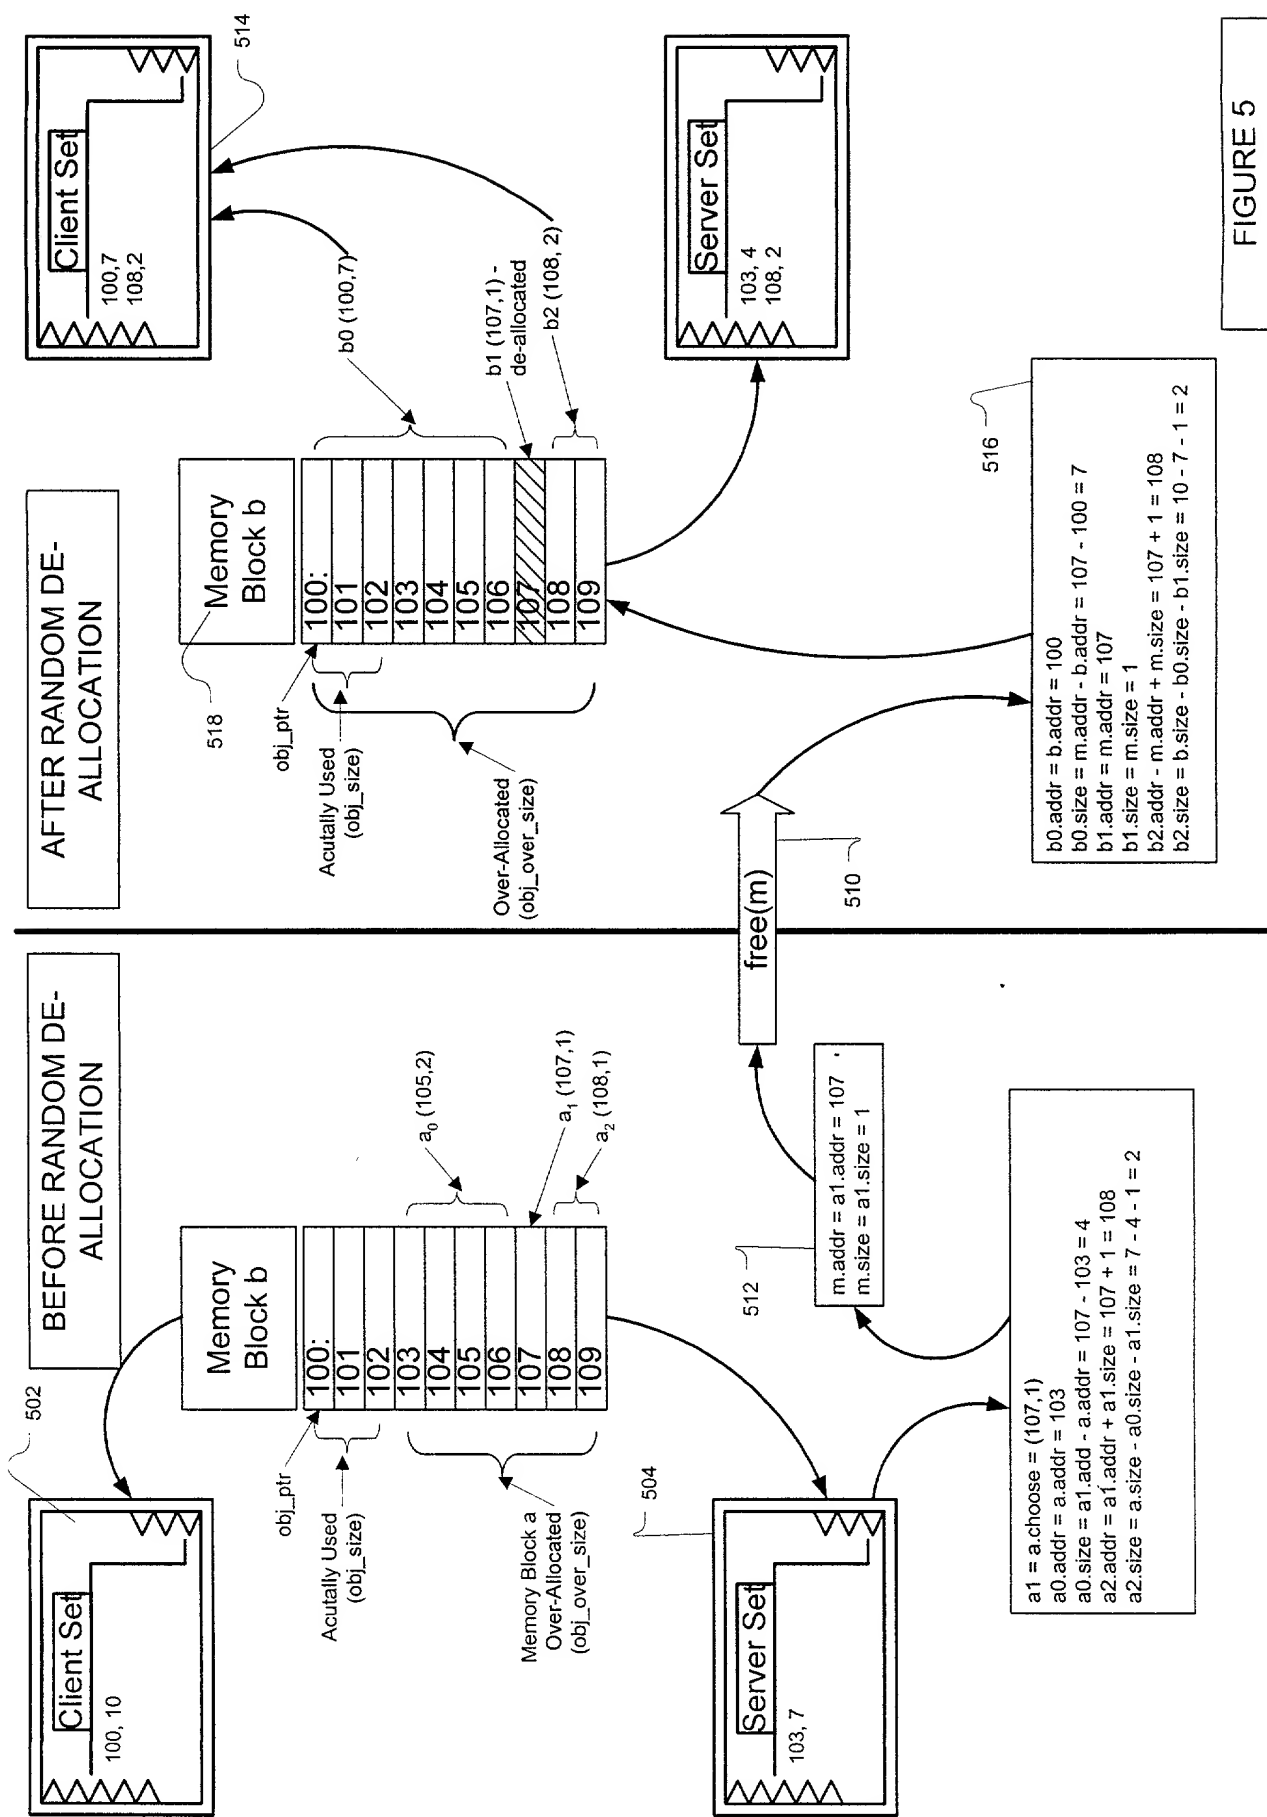 BEFORE RANDOM DE-
ALLOCATION
502
Client Set
100, 10
Memory
Block b
100:
101
102
103
104
105
106
107
108
109
obj_ptr
Acutally Used
(obj_size)
Memory Block a
Over-Allocated
(obj_over_size)
a0 (105,2)
a1 (107,1)
a2 (108,1)
504
Server Set
103, 7
512
m.addr = a1.addr = 107
m.size = a1.size = 1
a1 = a.choose = (107,1)
a0.addr = a.addr = 103
a0.size = a1.add - a.addr = 107 - 103 = 4
a2.addr = a1.addr + a1.size = 107 + 1 = 108
a2.size = a.size - a0.size - a1.size = 7 - 4 - 1 = 2
free(m)
510
AFTER RANDOM DE-
ALLOCATION
518
Memory
Block b
100:
101
102
103
104
105
106
107
108
109
obj_ptr
Acutally Used
(obj_size)
Over-Allocated
(obj_over_size)
b0 (100,7)
b1 (107,1) -
de-allocated
b2 (108, 2)
Client Set
100,7
108,2
514
Server Set
103, 4
108, 2
516
b0.addr = b.addr = 100
b0.size = m.addr - b.addr = 107 - 100 = 7
b1.addr = m.addr = 107
b1.size = m.size = 1
b2.addr - m.addr + m.size = 107 + 1 = 108
b2.size = b.size - b0.size - b1.size = 10 - 7 - 1 = 2
FIGURE 5